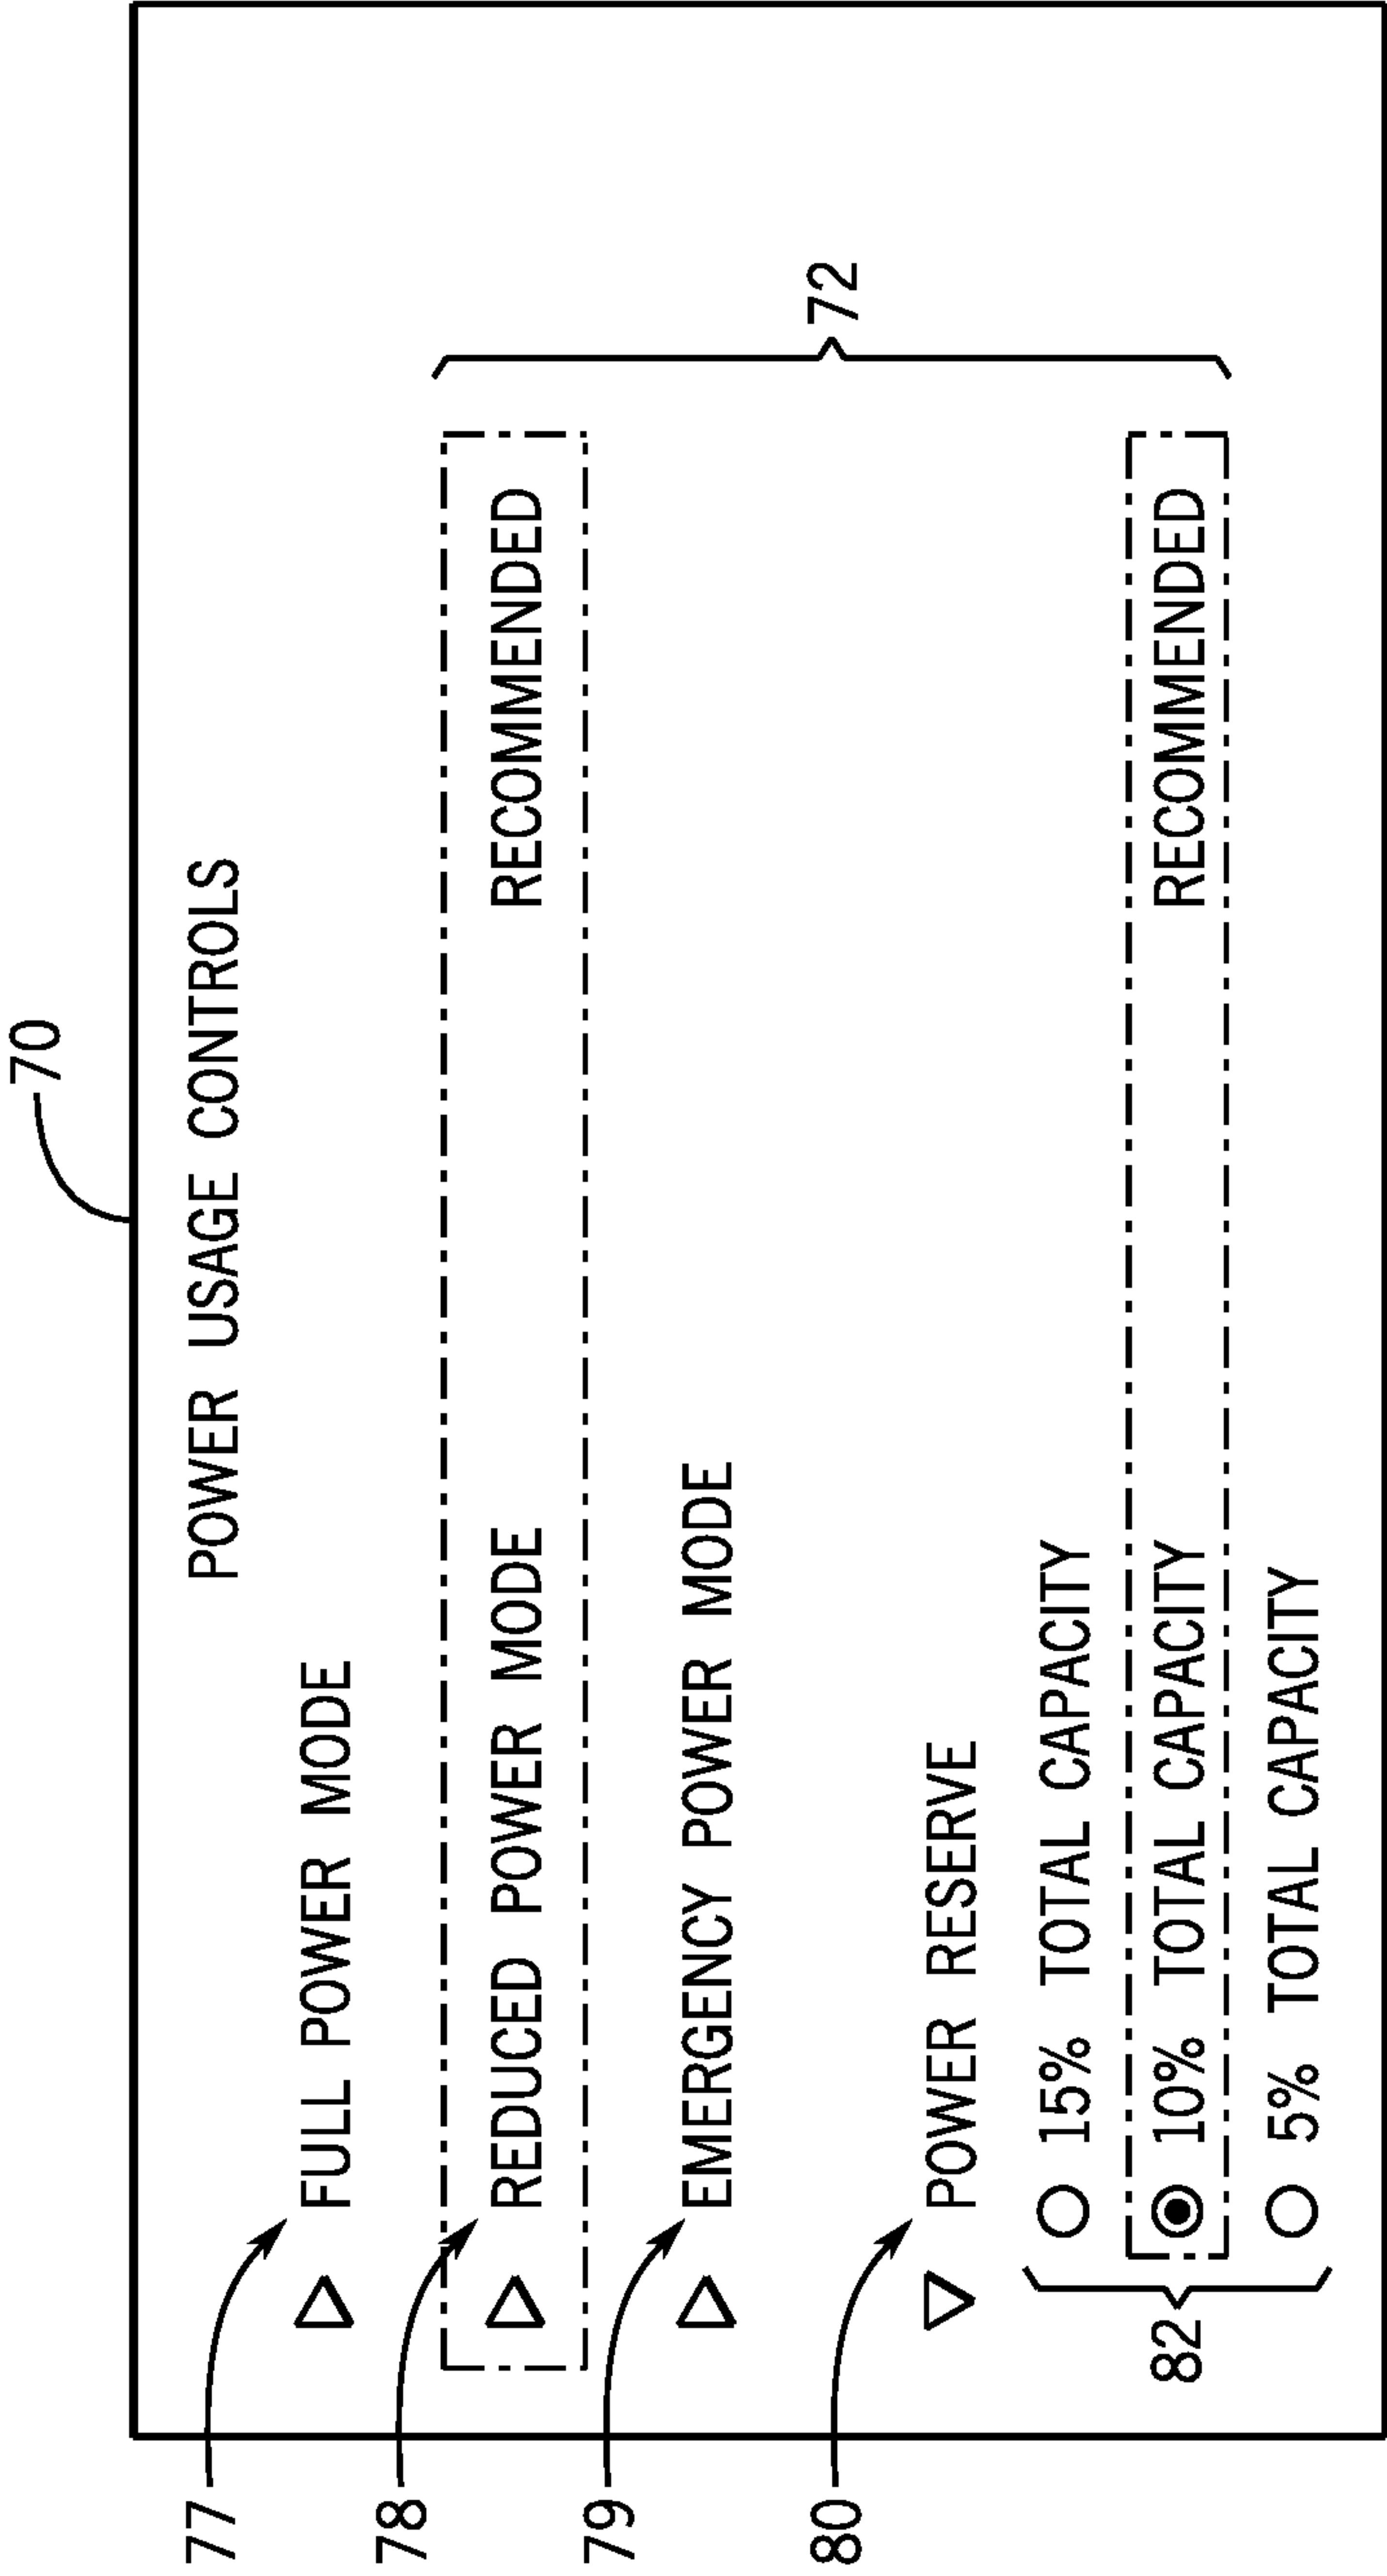 70
POWER USAGE CONTROLS
77
FULL POWER MODE
78
REDUCED POWER MODE RECOMMENDED
79
EMERGENCY POWER MODE
72
80
POWER RESERVE
15% TOTAL CAPACITY
82
10% TOTAL CAPACITY RECOMMENDED
5% TOTAL CAPACITY